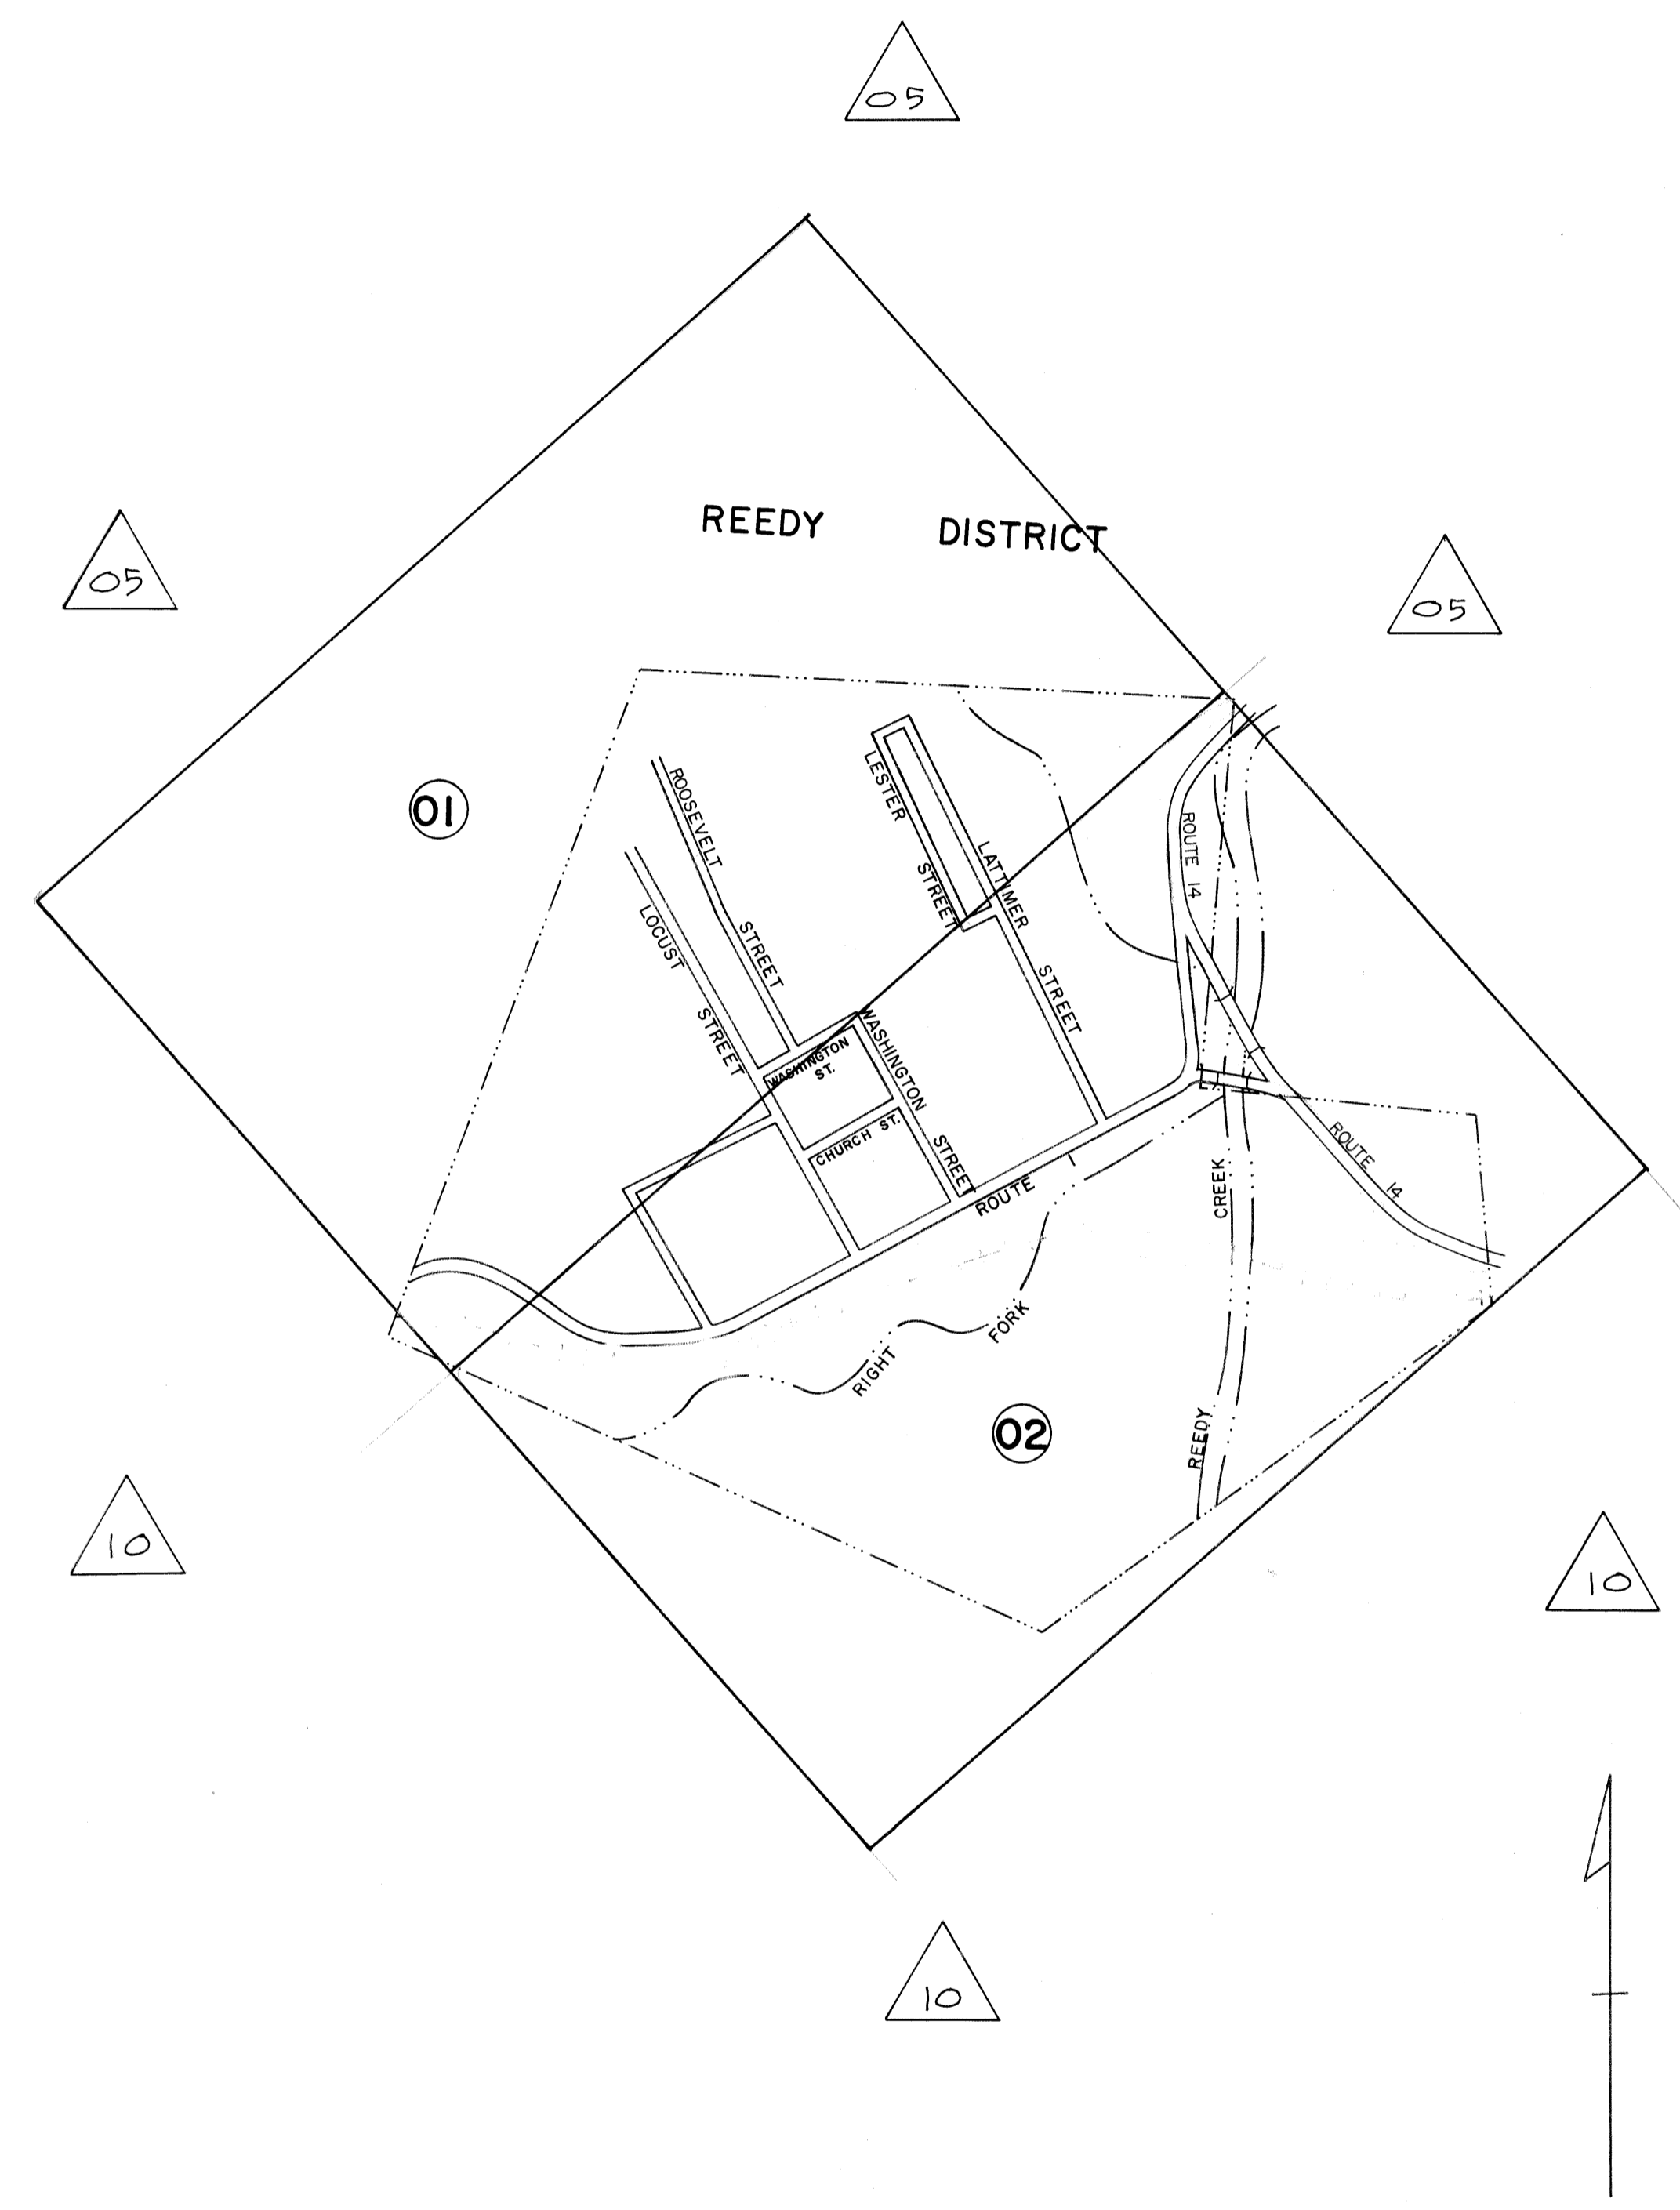 05
REEDY DISTRICT
05
05
01
ROOSEVELT STREET
LESTER STREET
LATTIMER STREET
ROUTE 14
LOCUST STREET
WASHINGTON ST.
WASHINGTON STREET
CHURCH ST.
ROUTE
ROUTE 14
REEDY CREEK
RIGHT FORK
02
10
10
10